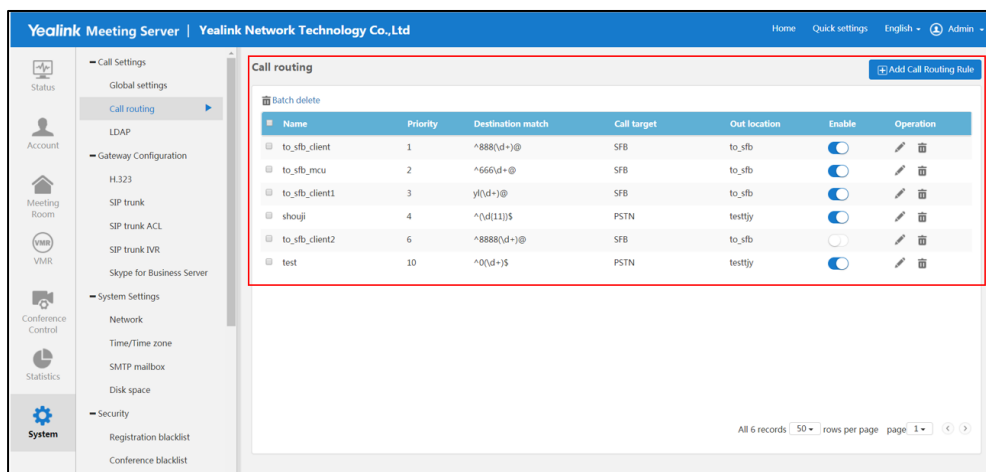 Yealink Meeting Server | Yealink Network Technology Co.,Ltd
Home Quick settings English Admin
Status
Account
Meeting Room
VMR
VMR
Conference Control
Statistics
System
Call Settings
Global settings
Call routing
LDAP
Gateway Configuration
H.323
SIP trunk
SIP trunk ACL
SIP trunk IVR
Skype for Business Server
System Settings
Network
Time/Time zone
SMTP mailbox
Disk space
Security
Registration blacklist
Conference blacklist
Call routing
Add Call Routing Rule
Batch delete
Name Priority Destination match Call target Out location Enable Operation
to_sfb_client 1 ^888(\d+)@ SFB to_sfb
to_sfb_mcu 2 ^666\d+@ SFB to_sfb
to_sfb_client1 3 yl(\d+)@ SFB to_sfb
shouji 4 ^(\d{11})$ PSTN testtjy
to_sfb_client2 6 ^8888(\d+)@ SFB to_sfb
test 10 ^0(\d+)$ PSTN testtjy
All 6 records 50 rows per page page 1